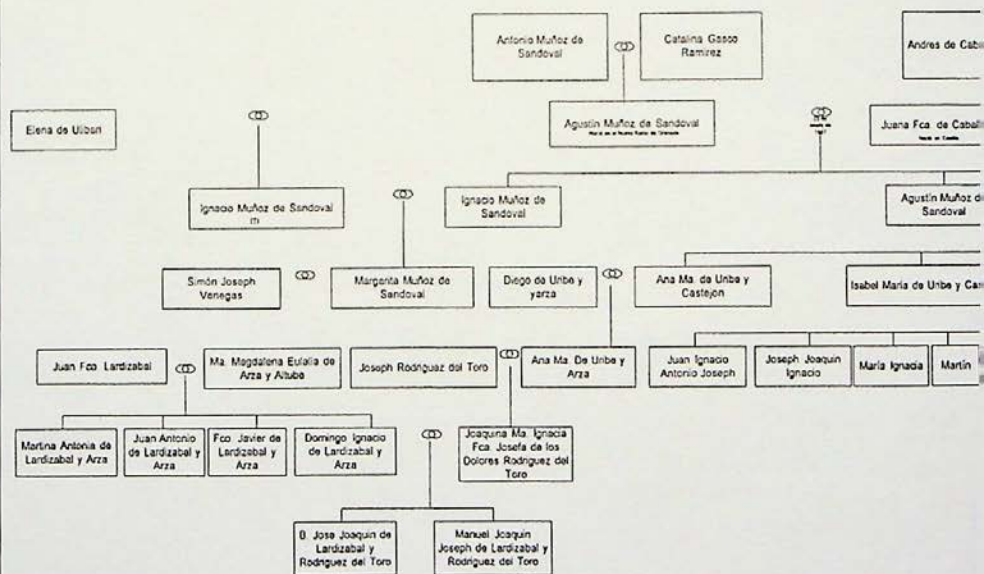 Antonio Muñoz de
Sandoval
Catalina Gasco
Ramirez
Andres de Caba
Elena de Ulibari
Agustin Muñoz de Sandoval
Juana Fca. de Caball
Ignacio Muñoz de Sandoval
m
Ignacio Muñoz de
Sandoval
Agustin Muñoz de
Sandoval
Simón Joseph
Venegas
Margarita Muñoz de
Sandoval
Diego de Uribe y
yarza
Ana Ma. de Uribe y
Castejon
Isabel Maria de Uribe y Cas
Juan Fco. Lardizabal
Ma. Magdalena Eulalia de
Arza y Altube
Joseph Rodriguez del Toro
Ana Ma. De Uribe y
Arza
Juan Ignacio
Antonio Joseph
Joseph Joaquin
Ignacio
María Ignacia
Martín
Martina Antonia de
Lardizabal y Arza
Juan Antonio
de Lardizabal y
Arza
Fco. Javier de
Lardizabal y
Arza
Domingo Ignacio
de Lardizabal y
Arza
Joaquina Ma. Ignacia
Fca. Josefa de los
Dolores Rodriguez del
Toro
B. Jose Joaquin de
Lardizabal y
Rodriguez del Toro
Manuel Joaquin
Joseph de Lardizabal y
Rodriguez del Toro